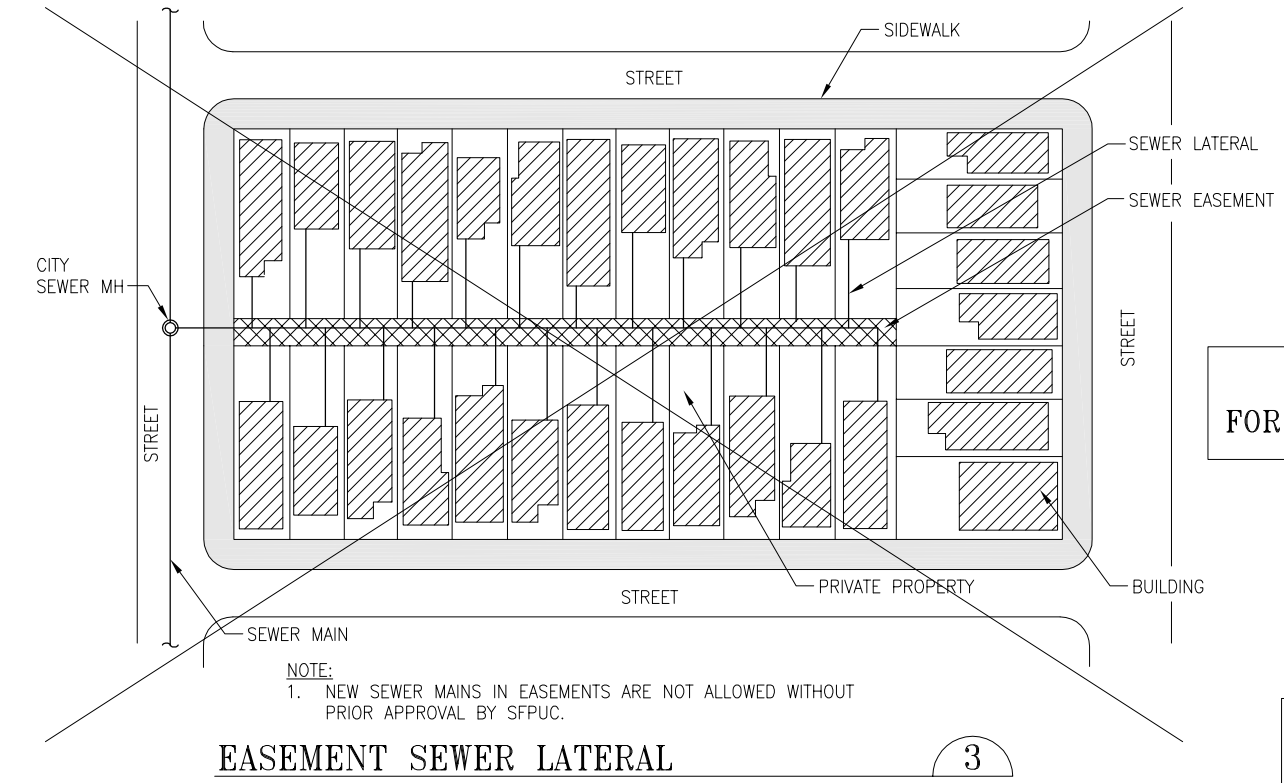 SIDEWALK
STREET
SEWER LATERAL
SEWER EASEMENT
CITY
SEWER MH
STREET
STREET
FOR
PRIVATE PROPERTY
BUILDING
STREET
SEWER MAIN
NOTE:
1. NEW SEWER MAINS IN EASEMENTS ARE NOT ALLOWED WITHOUT
PRIOR APPROVAL BY SFPUC.
EASEMENT SEWER LATERAL
3